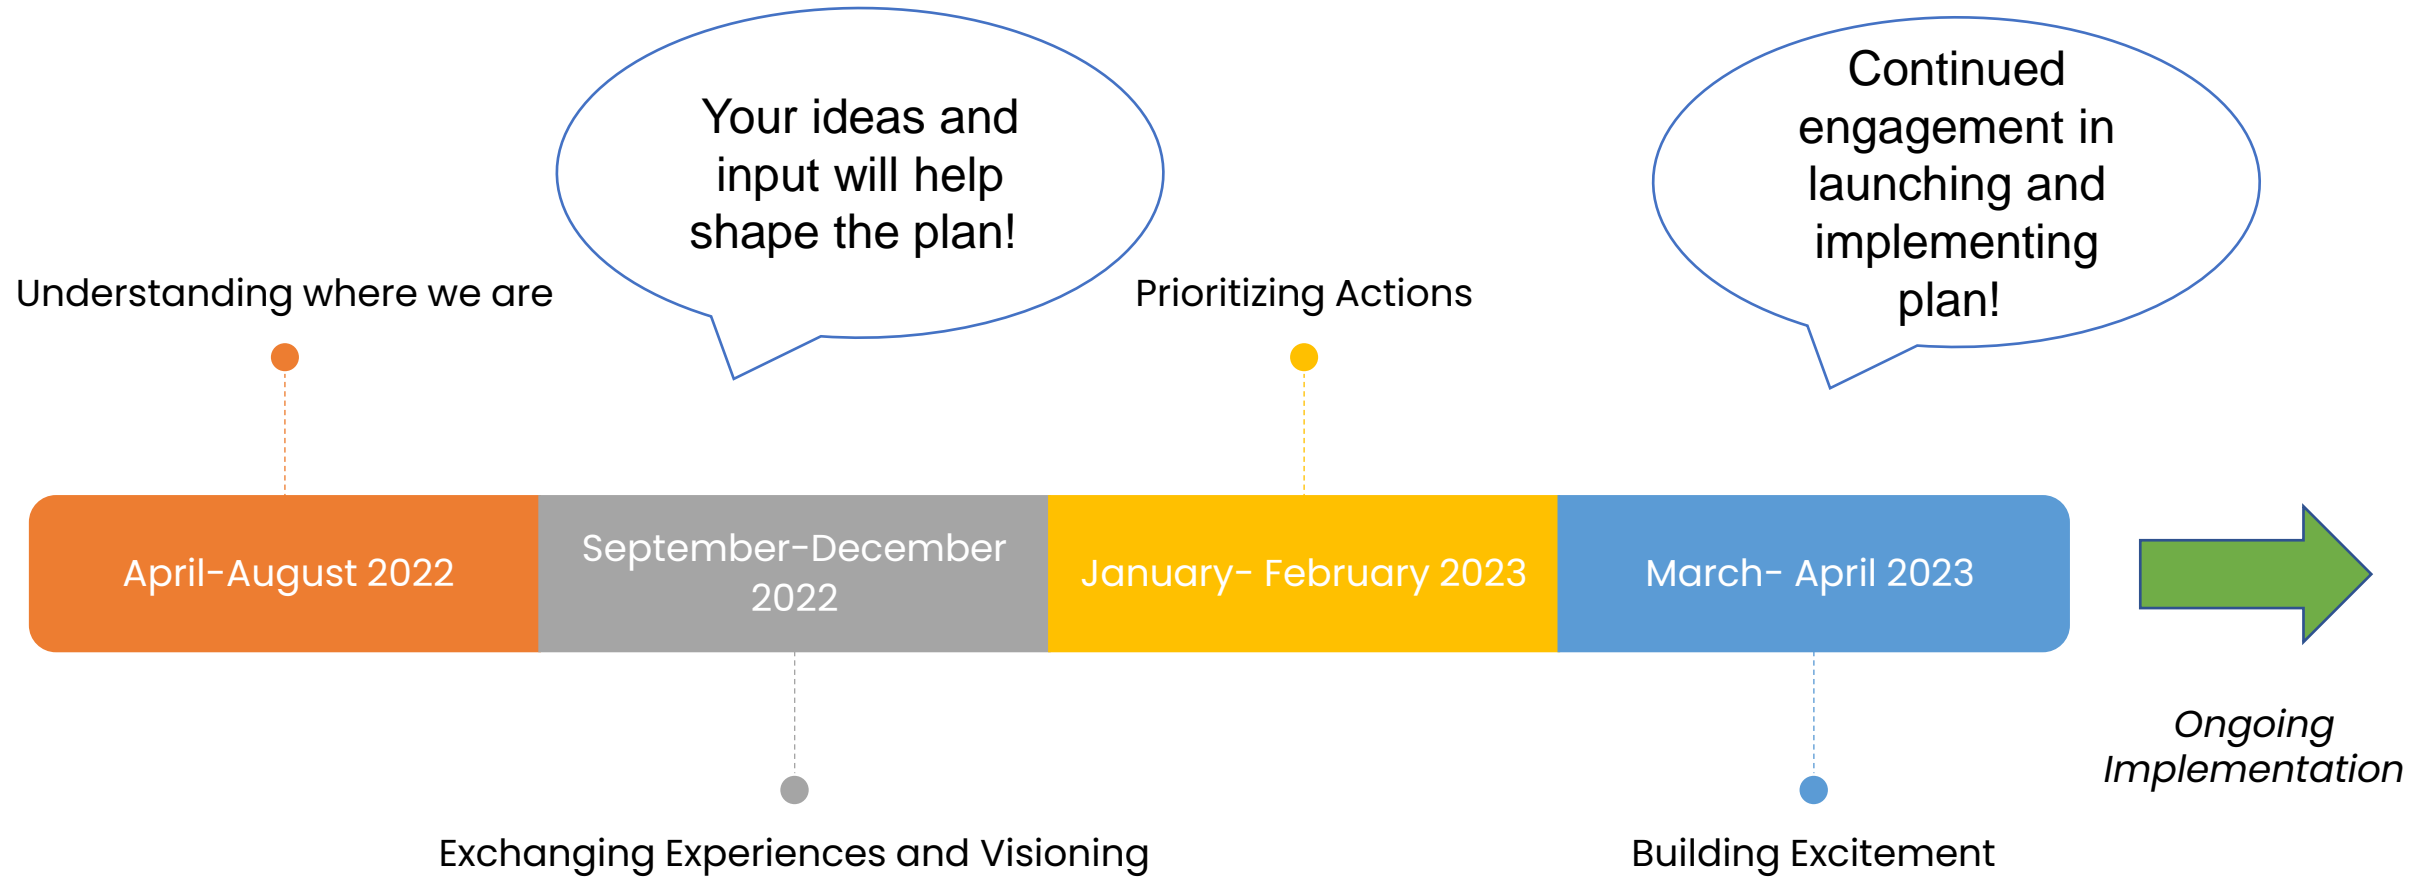 Your ideas and
input will help
shape the plan!
Continued
engagement in
launching and
implementing
plan!
Understanding where we are
Prioritizing Actions
April-August 2022
September-December
2022
January- February 2023
March- April 2023
Ongoing
Implementation
Exchanging Experiences and Visioning
Building Excitement